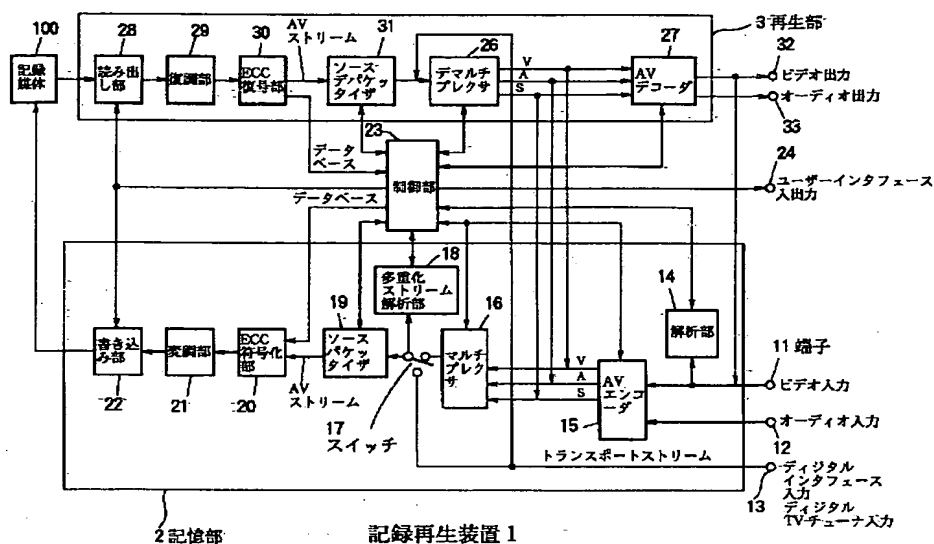 3 再生部
100
記録
媒体
28
読み出
し部
29
復調部
30
ECC
復号部
AV
ストリーム
31
ソース
デパケッ
タイザ
26
デマルチ
プレクサ
V
A
S
27
AV
デコーダ
32
ビデオ出力
オーディオ出力
33
23
制御部
データ
ベース
データベース
24
ユーザーインタフェース
入出力
18
多重化
ストリーム
解析部
14
解析部
19
ソース
パケッ
タイザ
16
マルチ
プレク
サ
V
A
S
AV
エンコ
ーダ
15
11 端子
ビデオ入力
オーディオ入力
12
書き込
み部
22
変調部
21
ECC
符号化
部
20
AV
ストリーム
17
スイッチ
トランスポートストリーム
13
ディジタル
インタフェース
入力
ディジタル
TVチューナ入力
2 記憶部
記録再生装置 1